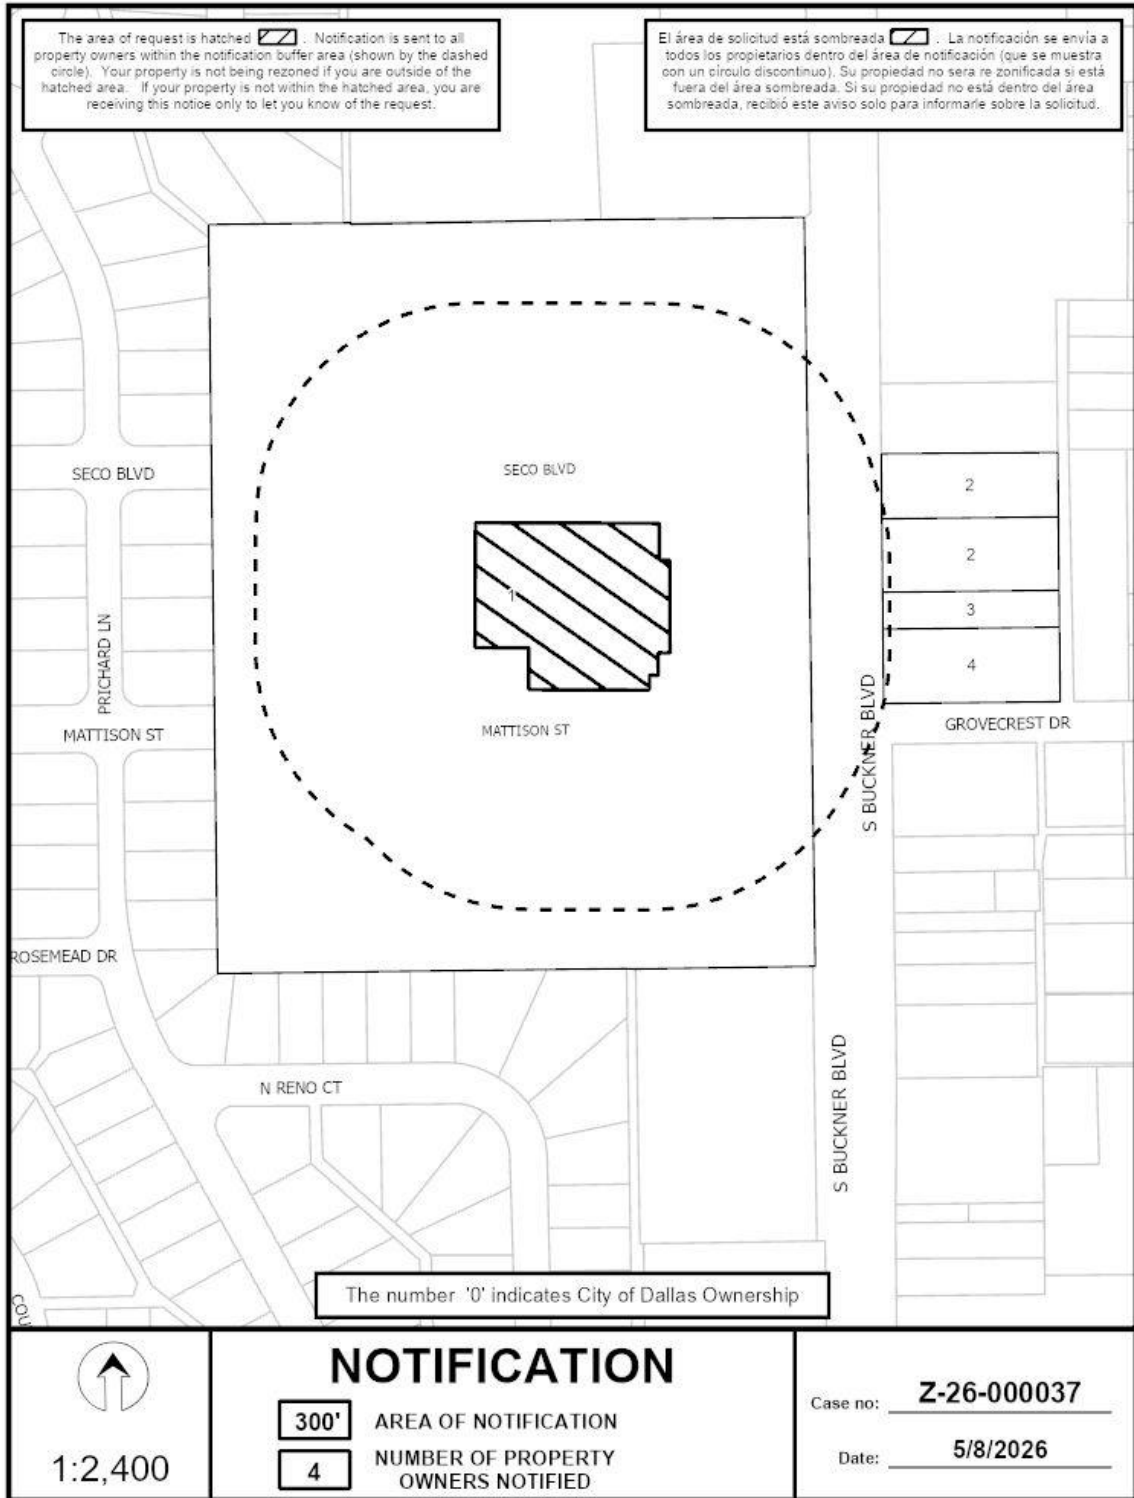 The area of request is hatched . Notification is sent to all
property owners within the notification buffer area (shown by the dashed
circle). Your property is not being rezoned if you are outside of the
hatched area. If your property is not within the hatched area, you are
receiving this notice only to let you know of the request.
El área de solicitud está sombreada . La notificación se envía a
todos los propietarios dentro del área de notificación (que se muestra
con un círculo discontinuo). Su propiedad no sera re zonificada si está
fuera del área sombreada. Si su propiedad no está dentro del área
sombreada, recibió este aviso solo para informarle sobre la solicitud.
SECO BLVD
SECO BLVD
2
2
1
3
PRICHARD LN
4
S BUCKNER BLVD
MATTISON ST
MATTISON ST
GROVECREST DR
ROSEMEAD DR
N RENO CT
S BUCKNER BLVD
COU
The number '0' indicates City of Dallas Ownership
1:2,400
NOTIFICATION
300' AREA OF NOTIFICATION
4 NUMBER OF PROPERTY
OWNERS NOTIFIED
Case no: Z-26-000037
Date: 5/8/2026